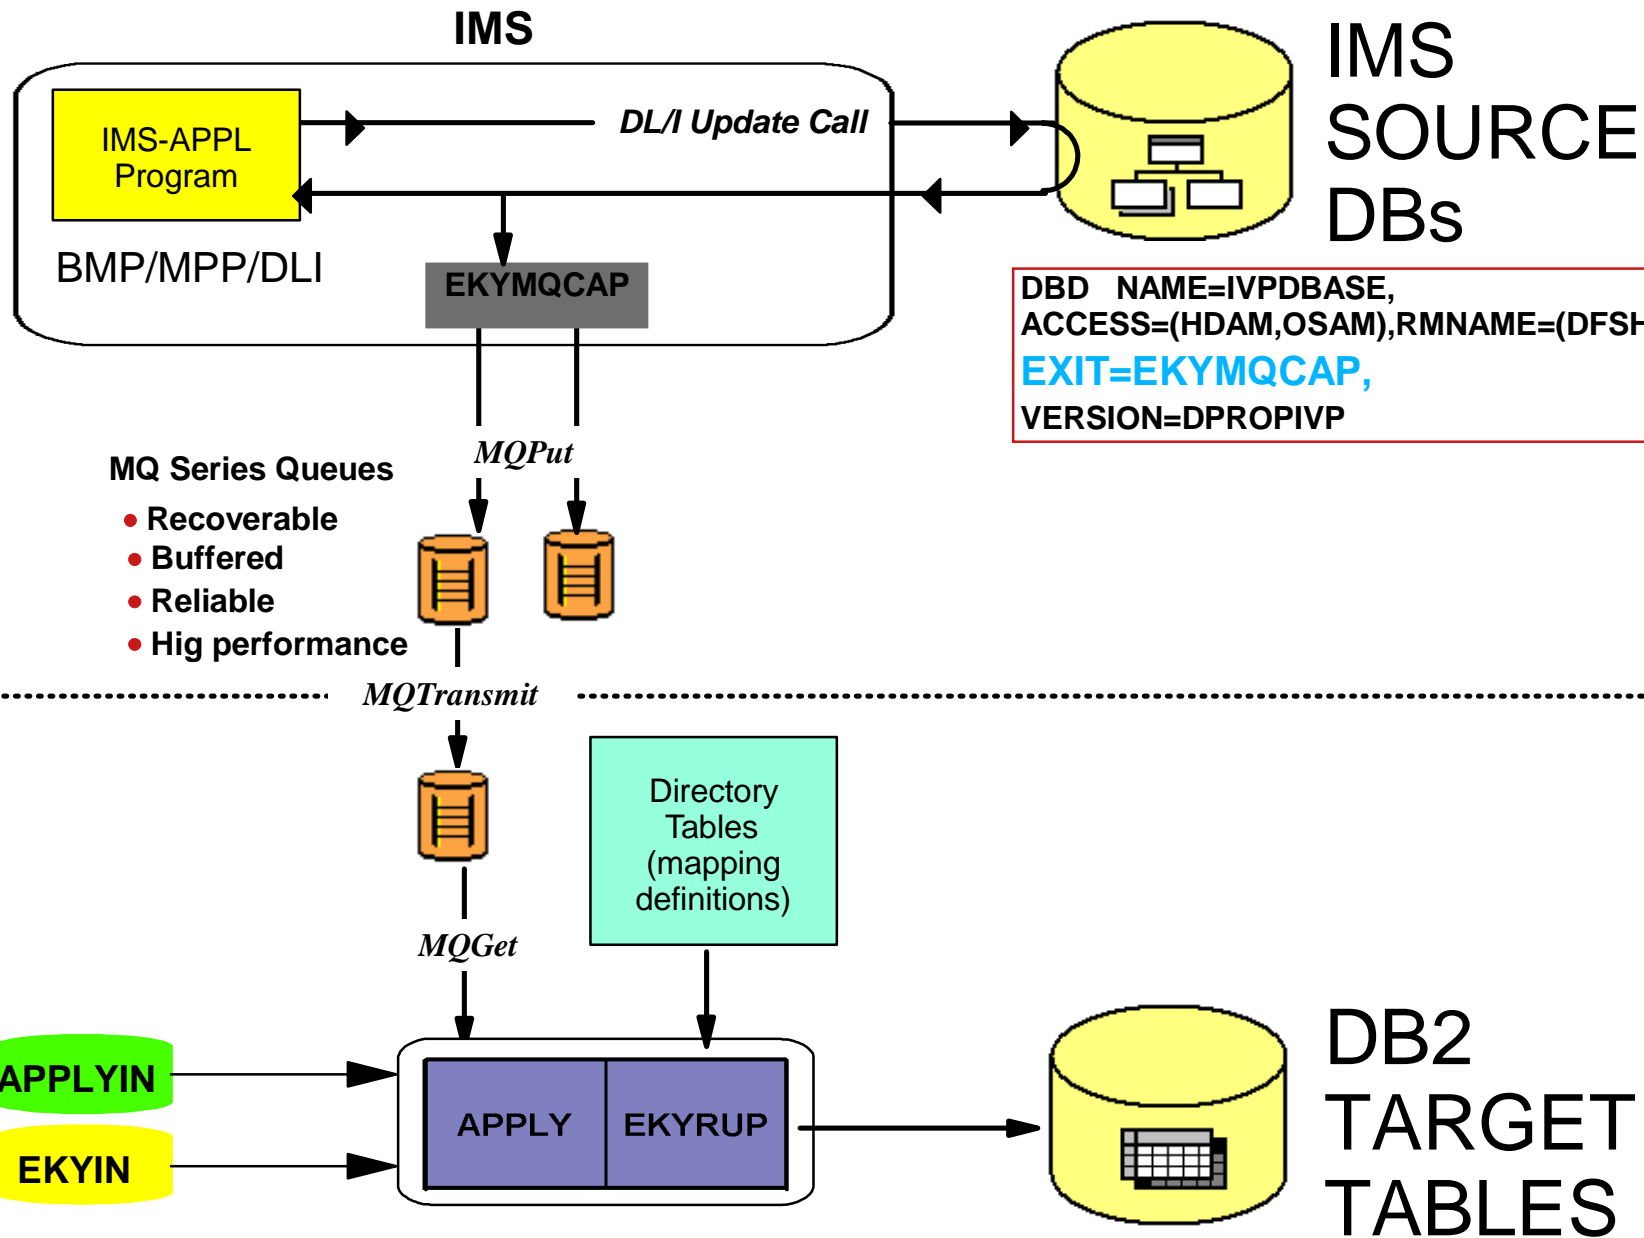 IMS
IMS
SOURCE
DBs
IMS-APPL
Program
DL/I Update Call
BMP/MPP/DLI
EKYMQCAP
DBD NAME=IVPDBASE,
ACCESS=(HDAM,OSAM),RMNAME=(DFSH
EXIT=EKYMQCAP,
VERSION=DPROPIVP
MQPut
MQ Series Queues
Recoverable
Buffered
Reliable
Hig performance
MQTransmit
Directory
Tables
(mapping
definitions)
MQGet
APPLYIN
EKYIN
APPLY
EKYRUP
DB2
TARGET
TABLES